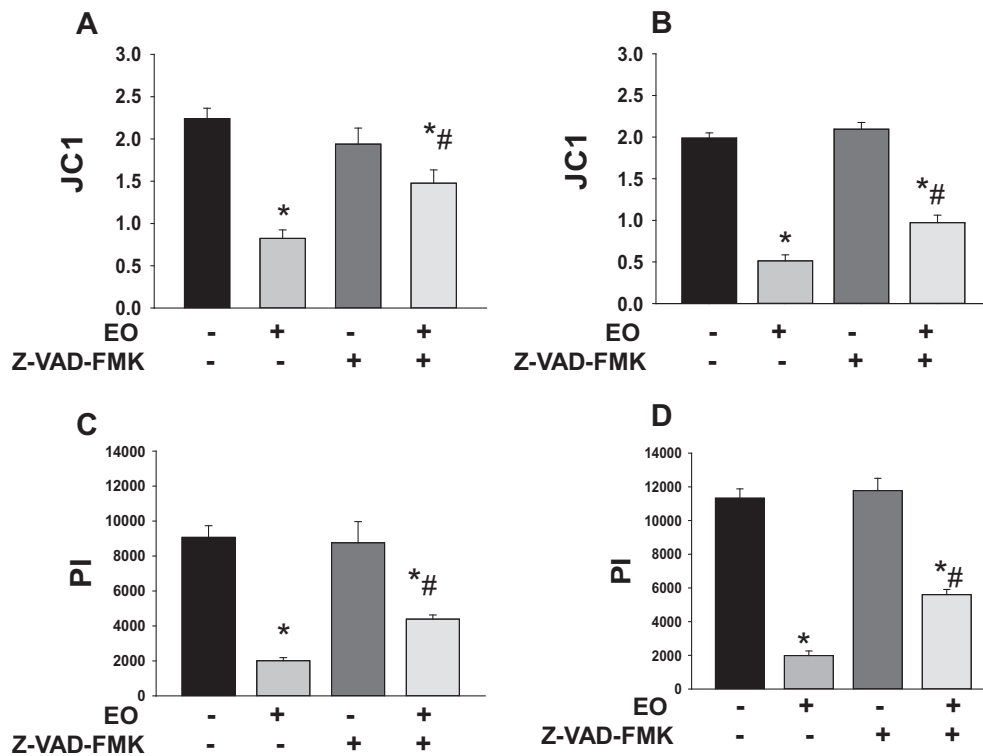 A
3.0
2.5
2.0
1.5
1.0
0.5
0.0
JC1
*
*#
EO - + - +
Z-VAD-FMK - - + +
B
3.0
2.5
2.0
1.5
1.0
0.5
0.0
JC1
*
*#
EO - + - +
Z-VAD-FMK - - + +
C
14000
12000
10000
8000
6000
4000
2000
0
PI
*
*#
EO - + - +
Z-VAD-FMK - - + +
D
14000
12000
10000
8000
6000
4000
2000
0
PI
*
*#
EO - + - +
Z-VAD-FMK - - + +